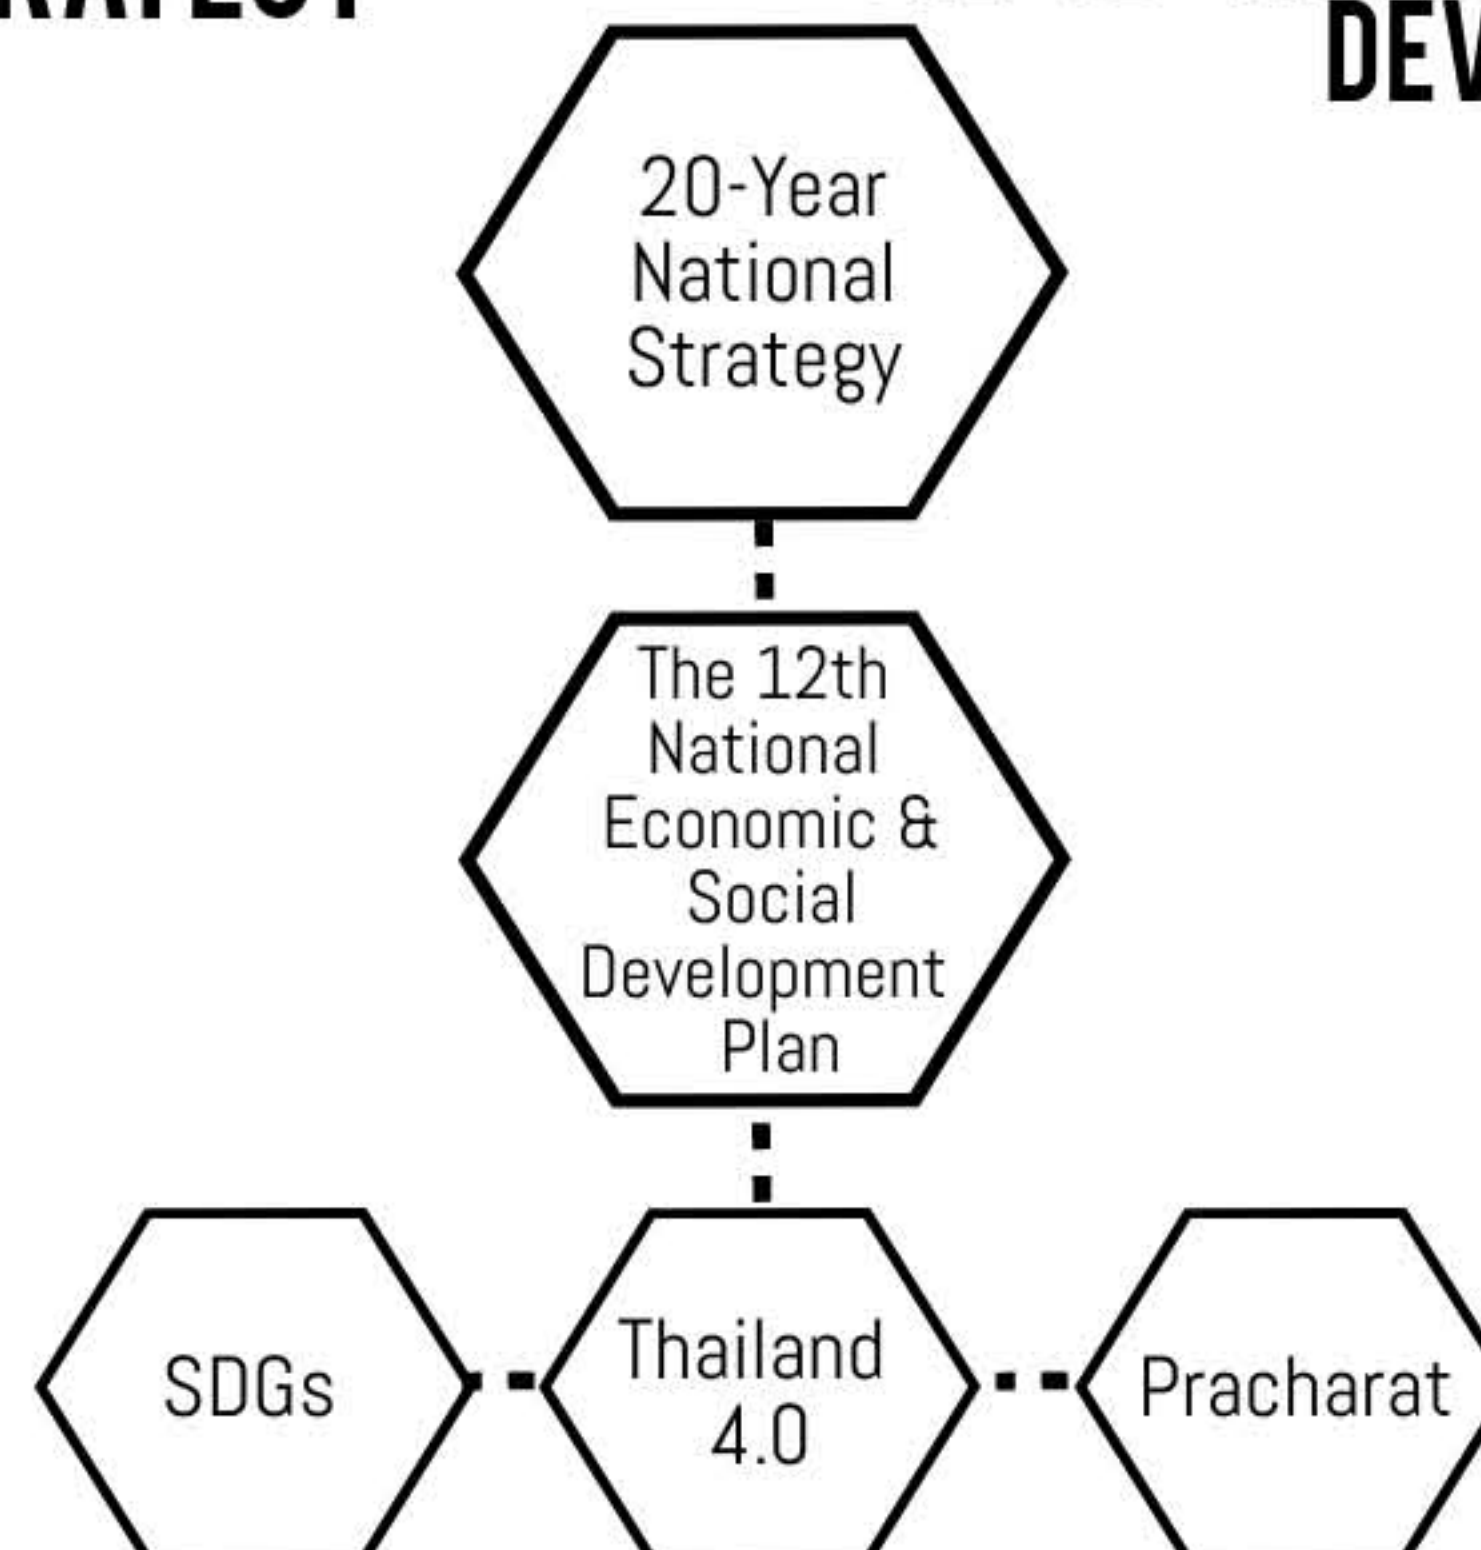 20-Year
National
Strategy
The 12th
National
Economic &
Social
Development
Plan
SDGs
Thailand
4.0
Pracharat